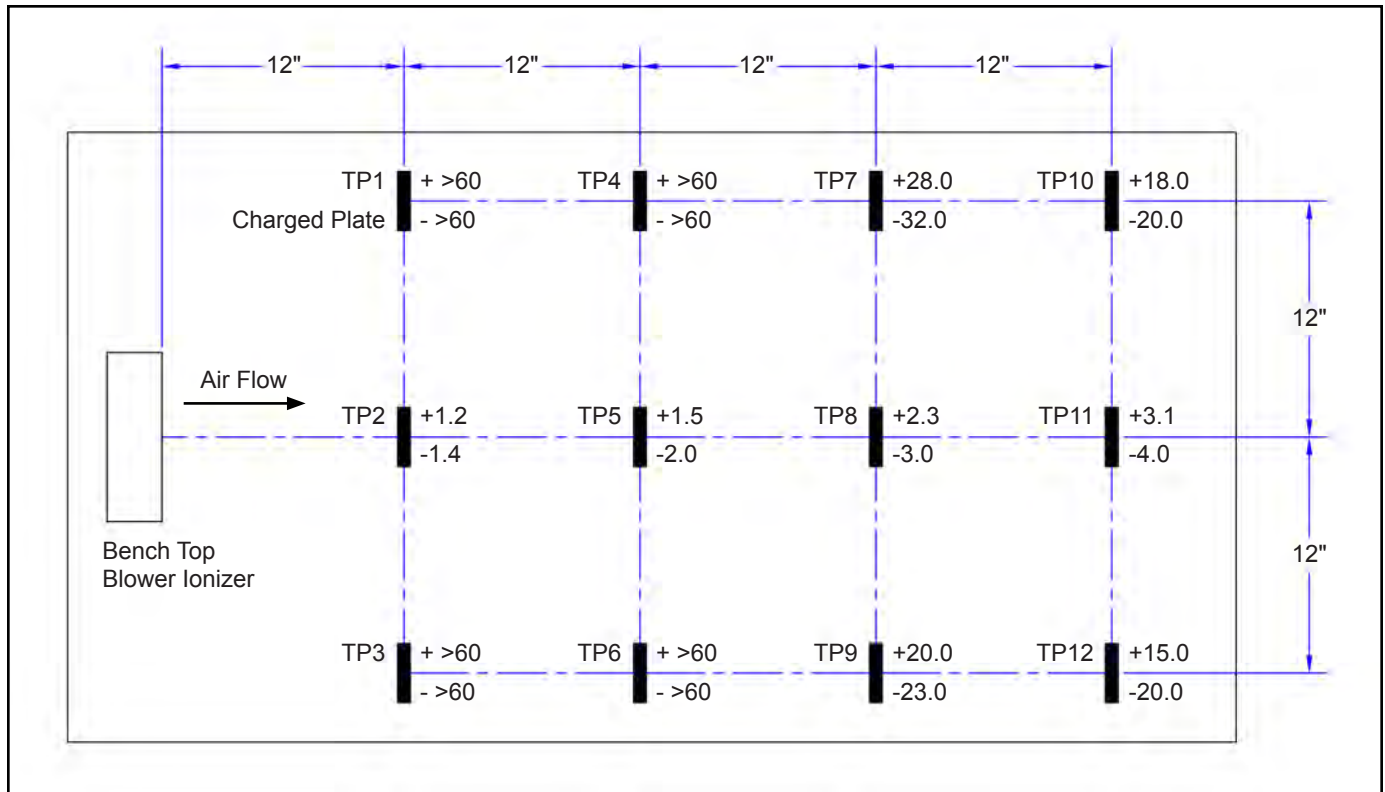 12" 12" 12" 12"
TP1 + >60 TP4 + >60 TP7 +28.0 TP10 +18.0
Charged Plate - >60 - >60 -32.0 -20.0
12"
Air Flow
TP2 +1.2 TP5 +1.5 TP8 +2.3 TP11 +3.1
-1.4 -2.0 -3.0 -4.0
Bench Top
Blower Ionizer
12"
TP3 + >60 TP6 + >60 TP9 +20.0 TP12 +15.0
- >60 - >60 -23.0 -20.0